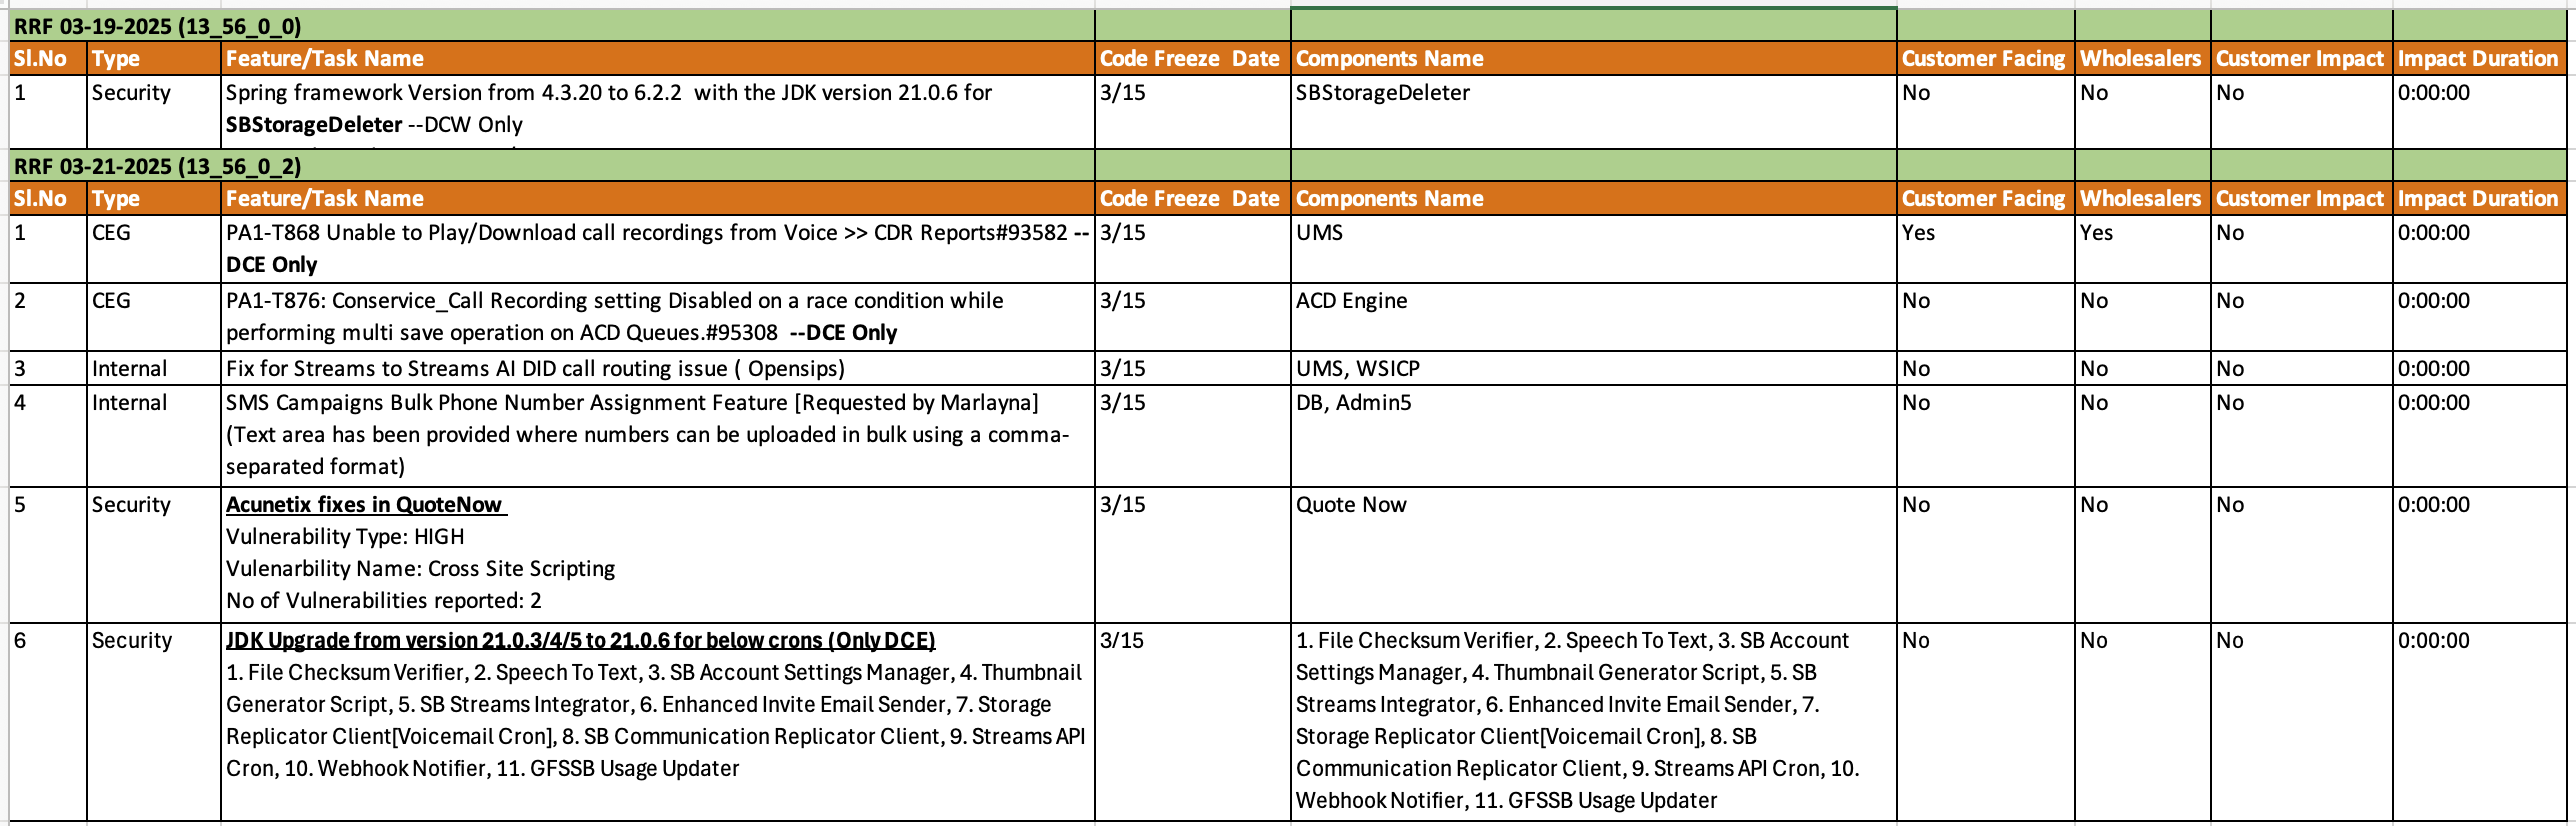 RRF 03-19-2025 (13_56_0_0)
Sl.No Type Feature/Task Name Code Freeze  Date Components Name Customer Facing Wholesalers Customer Impact Impact Duration
1 Security Spring framework Version from 4.3.20 to 6.2.2  with the JDK version 21.0.6 for 3/15 SBStorageDeleter No No No 0:00:00
SBStorageDeleter --DCW Only
RRF 03-21-2025 (13_56_0_2)
Sl.No Type Feature/Task Name Code Freeze  Date Components Name Customer Facing Wholesalers Customer Impact Impact Duration
1 CEG PA1-T868 Unable to Play/Download call recordings from Voice >> CDR Reports#93582 -- 3/15 UMS Yes Yes No 0:00:00
DCE Only
2 CEG PA1-T876: Conservice_Call Recording setting Disabled on a race condition while 3/15 ACD Engine No No No 0:00:00
performing multi save operation on ACD Queues.#95308  --DCE Only
3 Internal Fix for Streams to Streams AI DID call routing issue ( Opensips) 3/15 UMS, WSICP No No No 0:00:00
4 Internal SMS Campaigns Bulk Phone Number Assignment Feature [Requested by Marlayna] 3/15 DB, Admin5 No No No 0:00:00
(Text area has been provided where numbers can be uploaded in bulk using a comma-
separated format)
5 Security Acunetix fixes in QuoteNow 3/15 Quote Now No No No 0:00:00
Vulnerability Type: HIGH
Vulenarbility Name: Cross Site Scripting
No of Vulnerabilities reported: 2
6 Security JDK Upgrade from version 21.0.3/4/5 to 21.0.6 for below crons (Only DCE) 3/15 1. File Checksum Verifier, 2. Speech To Text, 3. SB Account No No No 0:00:00
1. File Checksum Verifier, 2. Speech To Text, 3. SB Account Settings Manager, 4. Thumbnail Settings Manager, 4. Thumbnail Generator Script, 5. SB
Generator Script, 5. SB Streams Integrator, 6. Enhanced Invite Email Sender, 7. Storage Streams Integrator, 6. Enhanced Invite Email Sender, 7.
Replicator Client[Voicemail Cron], 8. SB Communication Replicator Client, 9. Streams API Storage Replicator Client[Voicemail Cron], 8. SB
Cron, 10. Webhook Notifier, 11. GFSSB Usage Updater Communication Replicator Client, 9. Streams API Cron, 10.
Webhook Notifier, 11. GFSSB Usage Updater